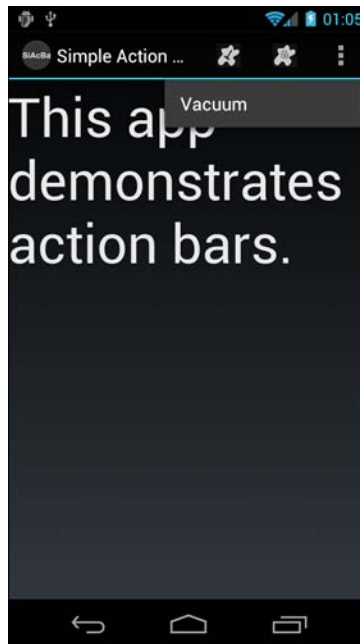 01:05
SiAcBa Simple Action ...
Vacuum
This app
demonstrates
action bars.